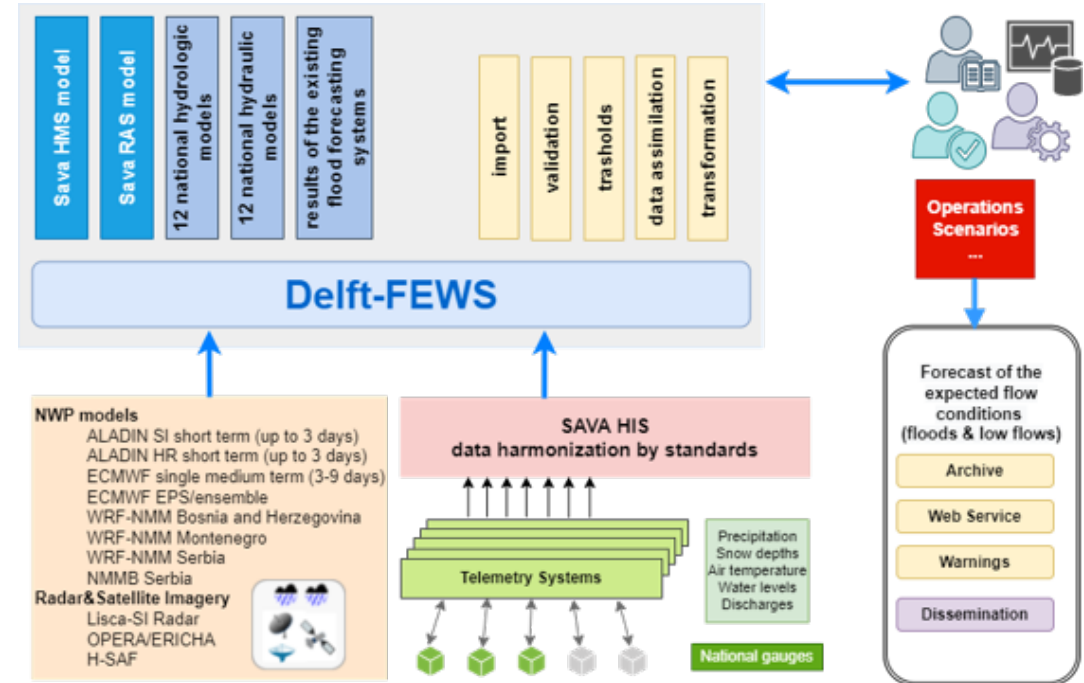 Sava HMS model
Sava RAS model
12 national hydrologic
models
12 national hydraulic
models
results of the existing
flood forecasting
systems
import
validation
trasholds
data assimilation
transformation
Delft-FEWS
Operations
Scenarios
...
NWP models
ALADIN SI short term (up to 3 days)
ALADIN HR short term (up to 3 days)
ECMWF single medium term (3-9 days)
ECMWF EPS/ensemble
WRF-NMM Bosnia and Herzegovina
WRF-NMM Montenegro
WRF-NMM Serbia
NMMB Serbia
Radar&Satellite Imagery
Lisca-SI Radar
OPERA/ERICHA
H-SAF
SAVA HIS
data harmonization by standards
Telemetry Systems
Precipitation
Snow depths
Air temperature
Water levels
Discharges
National gauges
Forecast of the
expected flow
conditions
(floods & low flows)
Archive
Web Service
Warnings
Dissemination